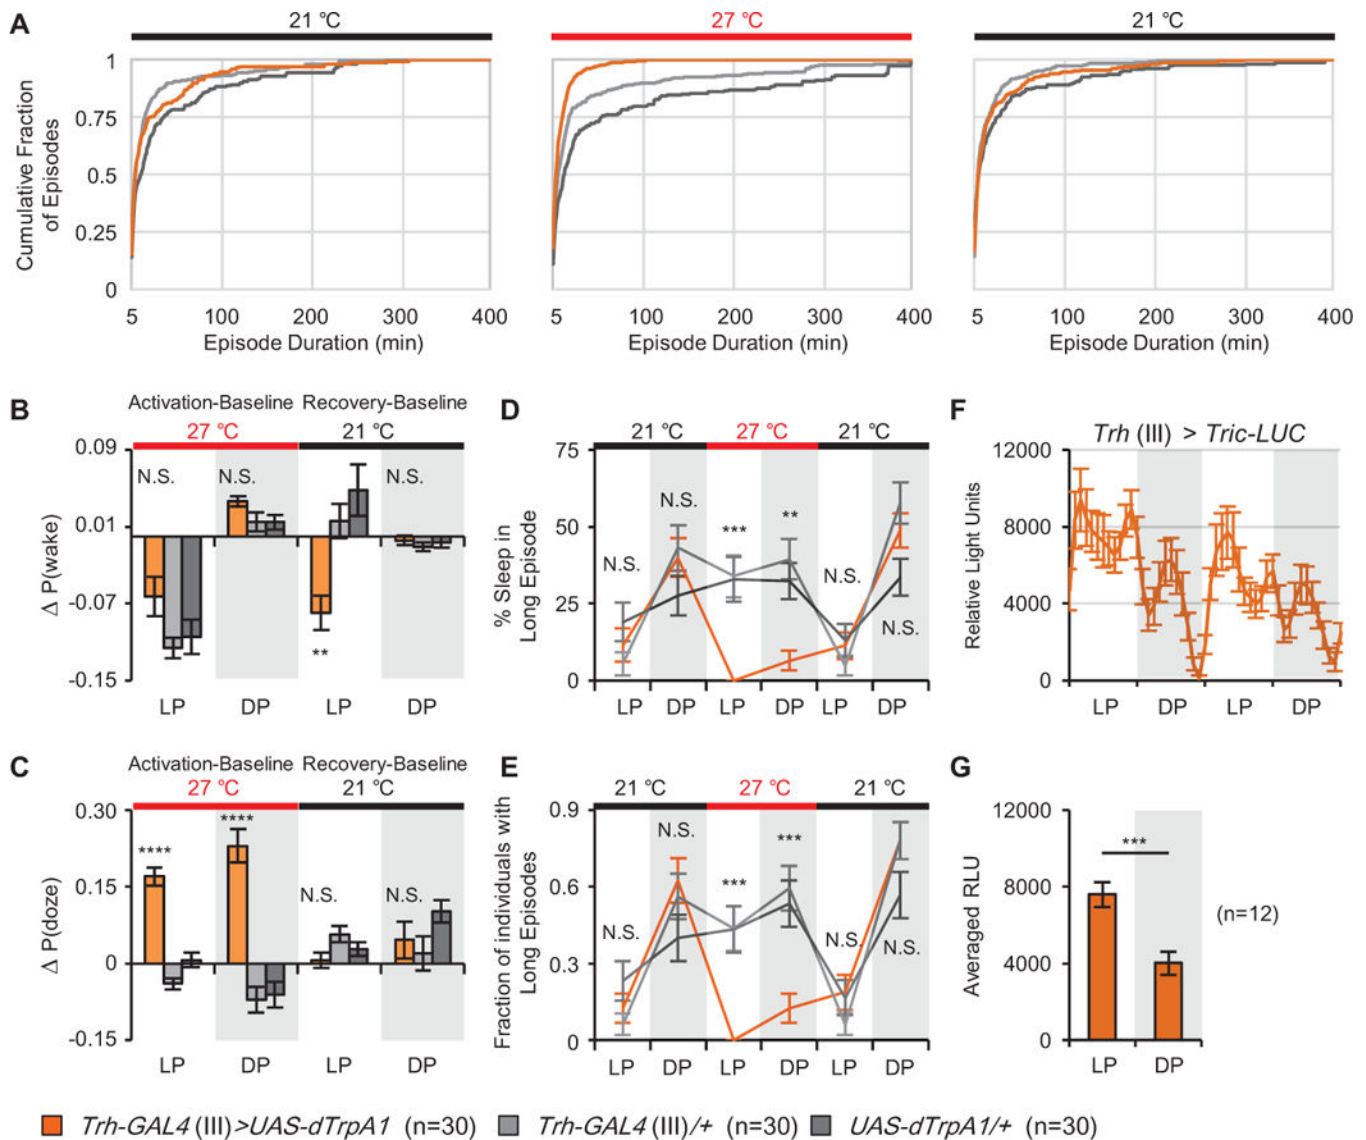 A
21 °C
27 °C
21 °C
Cumulative Fraction of Episodes
1
0.75
0.5
0.25
0
5 100 200 300 400
Episode Duration (min)
5 100 200 300 400
Episode Duration (min)
5 100 200 300 400
Episode Duration (min)
B
Activation-Baseline Recovery-Baseline
27 °C 21 °C
Δ P(wake)
0.09
0.01
-0.07
-0.15
N.S. N.S. N.S.
**
LP DP LP DP
D
21 °C 27 °C 21 °C
% Sleep in Long Episode
75
50
25
0
N.S. N.S. *** ** N.S. N.S.
LP DP LP DP LP DP
F
Trh (III) > Tric-LUC
Relative Light Units
12000
8000
4000
0
LP DP LP DP
C
Activation-Baseline Recovery-Baseline
27 °C 21 °C
Δ P(doze)
0.30
0.15
0
-0.15
**** **** N.S. N.S.
LP DP LP DP
E
21 °C 27 °C 21 °C
Fraction of individuals with Long Episodes
0.9
0.6
0.3
0
N.S. N.S. *** *** N.S. N.S.
LP DP LP DP LP DP
G
Averaged RLU
12000
8000
4000
0
***
(n=12)
LP DP
Trh-GAL4 (III)>UAS-dTrpA1 (n=30) Trh-GAL4 (III)/+ (n=30) UAS-dTrpA1/+ (n=30)